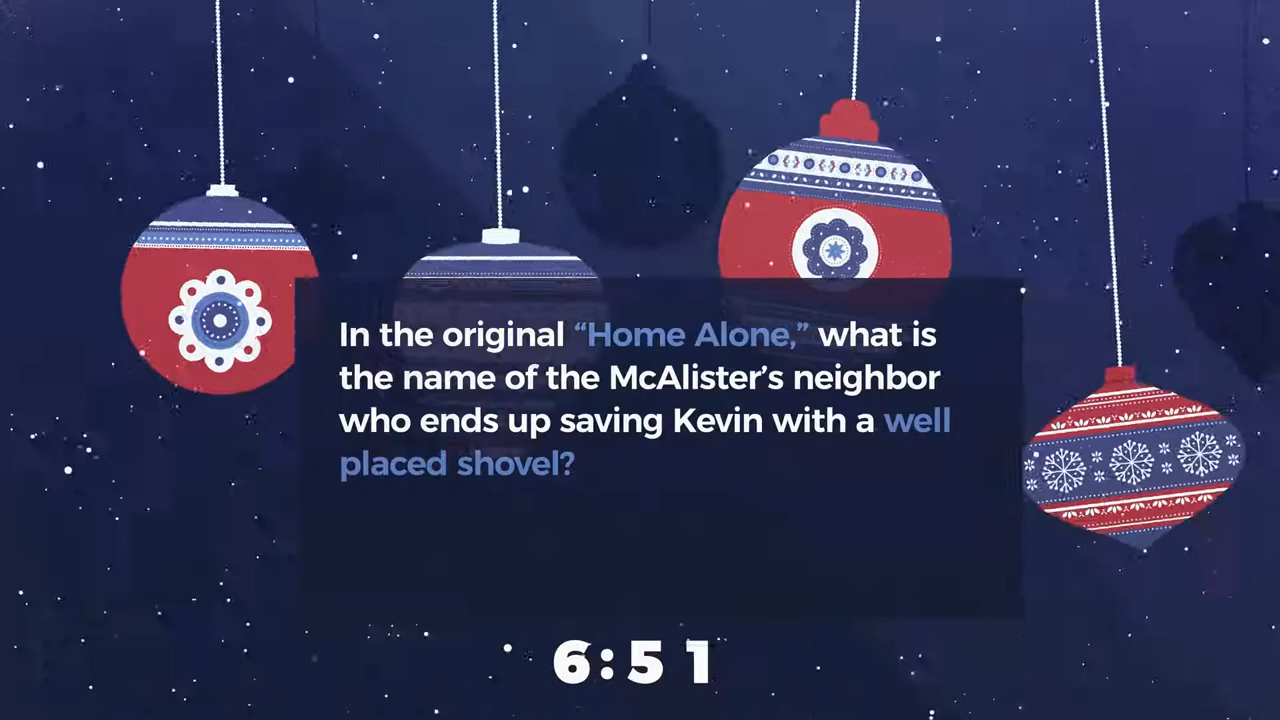 In the original “Home Alone,” what is
the name of the McAlister’s neighbor
who ends up saving Kevin with a well
placed shovel?
6:51